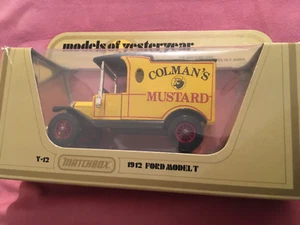 models of yesteryear
COLMAN'S
MUSTARD
Y-12
MATCHBOX
1912 FORD MODEL T